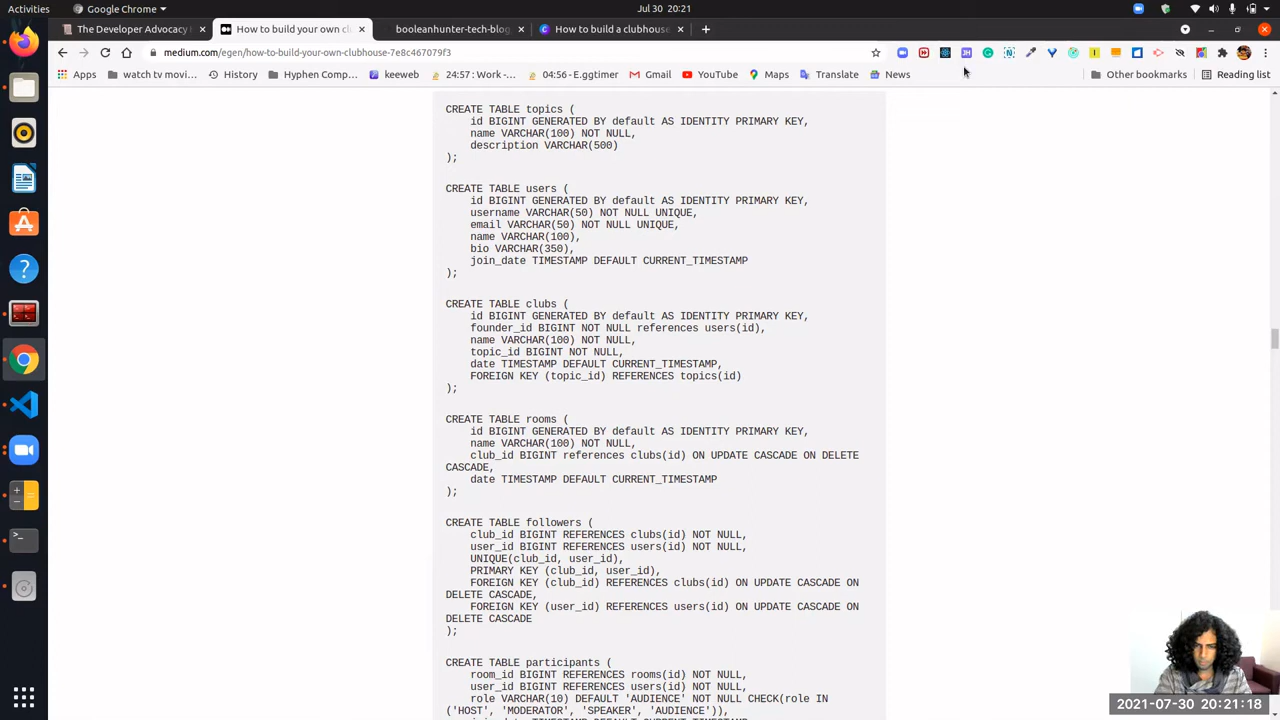 Activities
Google Chrome
Jul 30 20:21
The Developer Advocacy H
How to build your own clu
booleanhunter-tech-blog.
How to build a clubhouse
medium.com/egen/how-to-build-your-own-clubhouse-7e8c467079f3
Apps
watch tv movi...
History
Hyphen Comp...
keeweb
24:57 : Work -...
04:56 - E.ggtimer
Gmail
YouTube
Maps
Translate
News
Other bookmarks
Reading list
CREATE TABLE topics (
id BIGINT GENERATED BY default AS IDENTITY PRIMARY KEY,
name VARCHAR(100) NOT NULL,
description VARCHAR(500)
);
CREATE TABLE users (
id BIGINT GENERATED BY default AS IDENTITY PRIMARY KEY,
username VARCHAR(50) NOT NULL UNIQUE,
email VARCHAR(50) NOT NULL UNIQUE,
name VARCHAR(100),
bio VARCHAR(350),
join_date TIMESTAMP DEFAULT CURRENT_TIMESTAMP
);
CREATE TABLE clubs (
id BIGINT GENERATED BY default AS IDENTITY PRIMARY KEY,
founder_id BIGINT NOT NULL references users(id),
name VARCHAR(100) NOT NULL,
topic_id BIGINT NOT NULL,
date TIMESTAMP DEFAULT CURRENT_TIMESTAMP,
FOREIGN KEY (topic_id) REFERENCES topics(id)
);
CREATE TABLE rooms (
id BIGINT GENERATED BY default AS IDENTITY PRIMARY KEY,
name VARCHAR(100) NOT NULL,
club_id BIGINT references clubs(id) ON UPDATE CASCADE ON DELETE
CASCADE,
date TIMESTAMP DEFAULT CURRENT_TIMESTAMP
);
CREATE TABLE followers (
club_id BIGINT REFERENCES clubs(id) NOT NULL,
user_id BIGINT REFERENCES users(id) NOT NULL,
UNIQUE(club_id, user_id),
PRIMARY KEY (club_id, user_id),
FOREIGN KEY (club_id) REFERENCES clubs(id) ON UPDATE CASCADE ON
DELETE CASCADE,
FOREIGN KEY (user_id) REFERENCES users(id) ON UPDATE CASCADE ON
DELETE CASCADE
);
CREATE TABLE participants (
room_id BIGINT REFERENCES rooms(id) NOT NULL,
user_id BIGINT REFERENCES users(id) NOT NULL,
role VARCHAR(10) DEFAULT 'AUDIENCE' NOT NULL CHECK(role IN
('HOST', 'MODERATOR', 'SPEAKER', 'AUDIENCE')),
2021-07-30 20:21:18